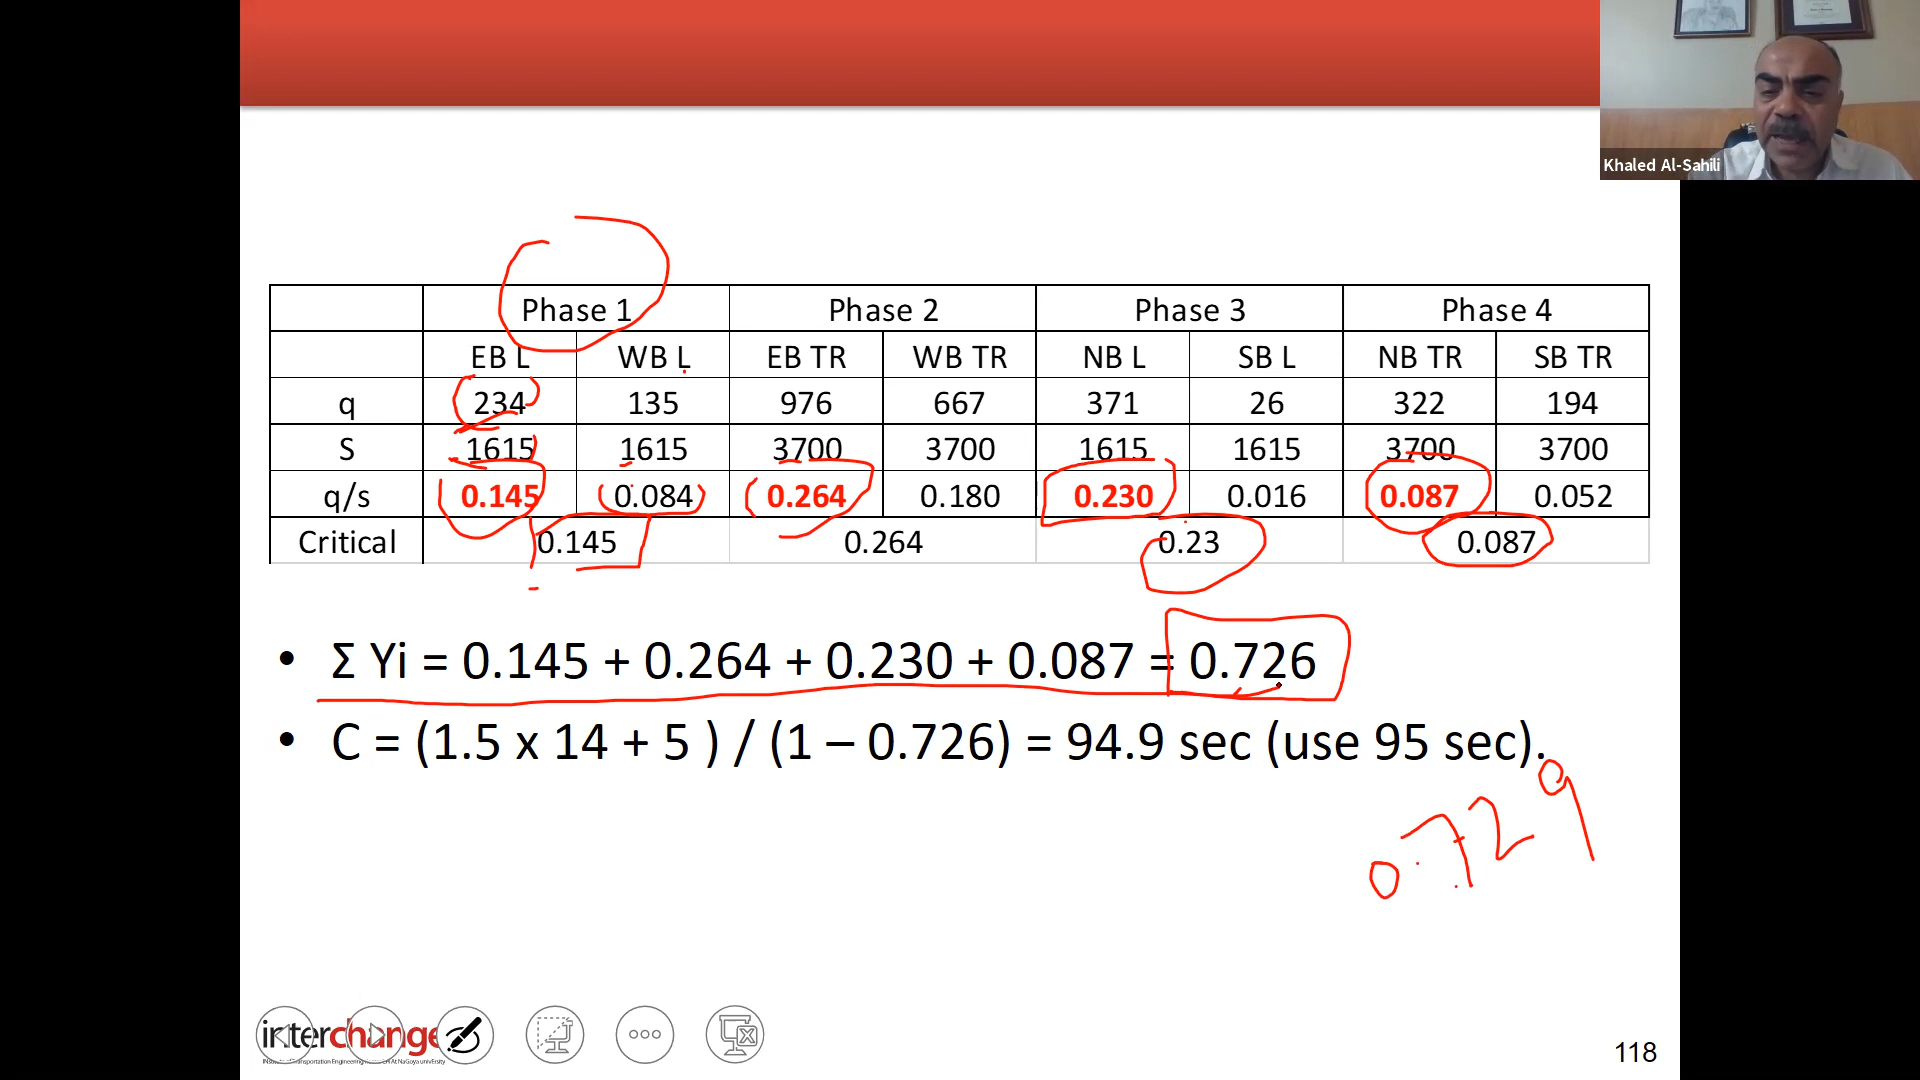 Khaled Al-Sahili
Phase 1 Phase 2 Phase 3 Phase 4
EB L WB L EB TR WB TR NB L SB L NB TR SB TR
q 234 135 976 667 371 26 322 194
S 1615 1615 3700 3700 1615 1615 3700 3700
q/s 0.145 0.084 0.264 0.180 0.230 0.016 0.087 0.052
Critical 0.145 0.264 0.23 0.087
• Σ Yi = 0.145 + 0.264 + 0.230 + 0.087 = 0.726
• C = (1.5 x 14 + 5 ) / (1 – 0.726) = 94.9 sec (use 95 sec).
0.729
interchange
118